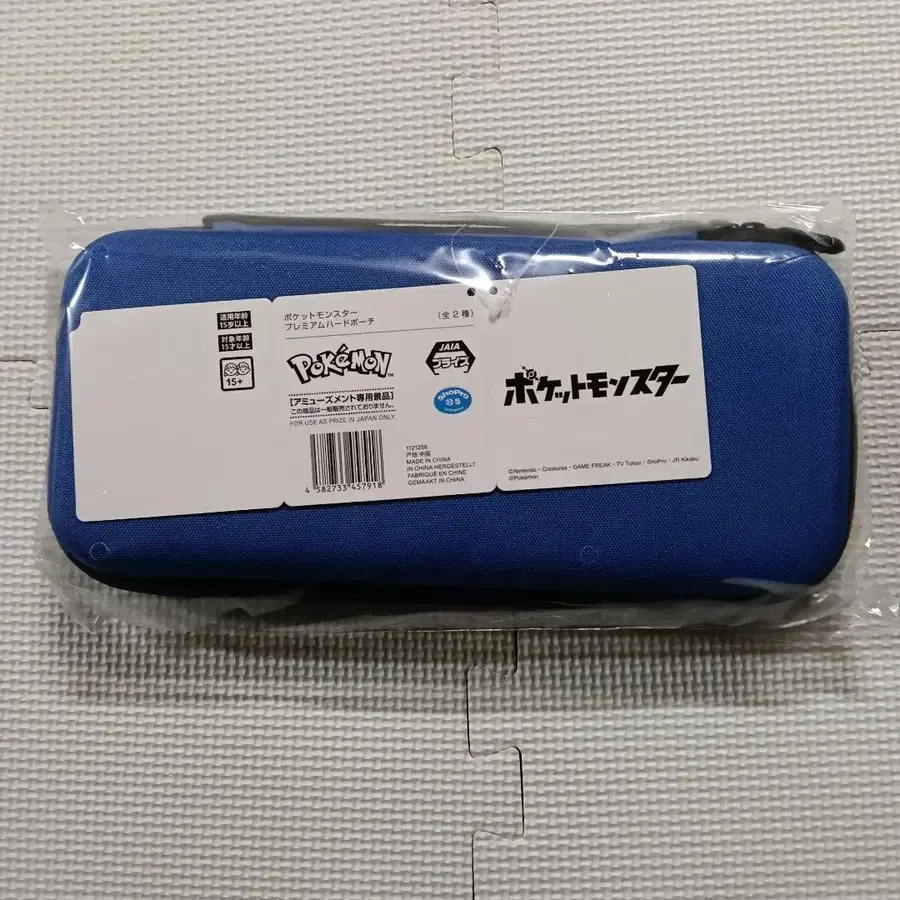 适用年龄
15岁以上
対象年齢
15才以上
15+
ポケットモンスター
プレミアムハードポーチ
(全2種)
POKéMON
TM
JAIA
プライズ
ShoPro
5
【アミューズメント専用景品】
この商品は一般販売されておりません。
FOR USE AS PRIZE IN JAPAN ONLY
4 582733 457918
1121256
产地 中国
MADE IN CHINA
IN CHINA HERGESTELLT
FABRIQUÉ EN CHINE
GEMAAKT IN CHINA
ポケットモンスター
©Nintendo・Creatures・GAME FREAK・TV Tokyo・ShoPro・JR Kikaku
©Pokémon